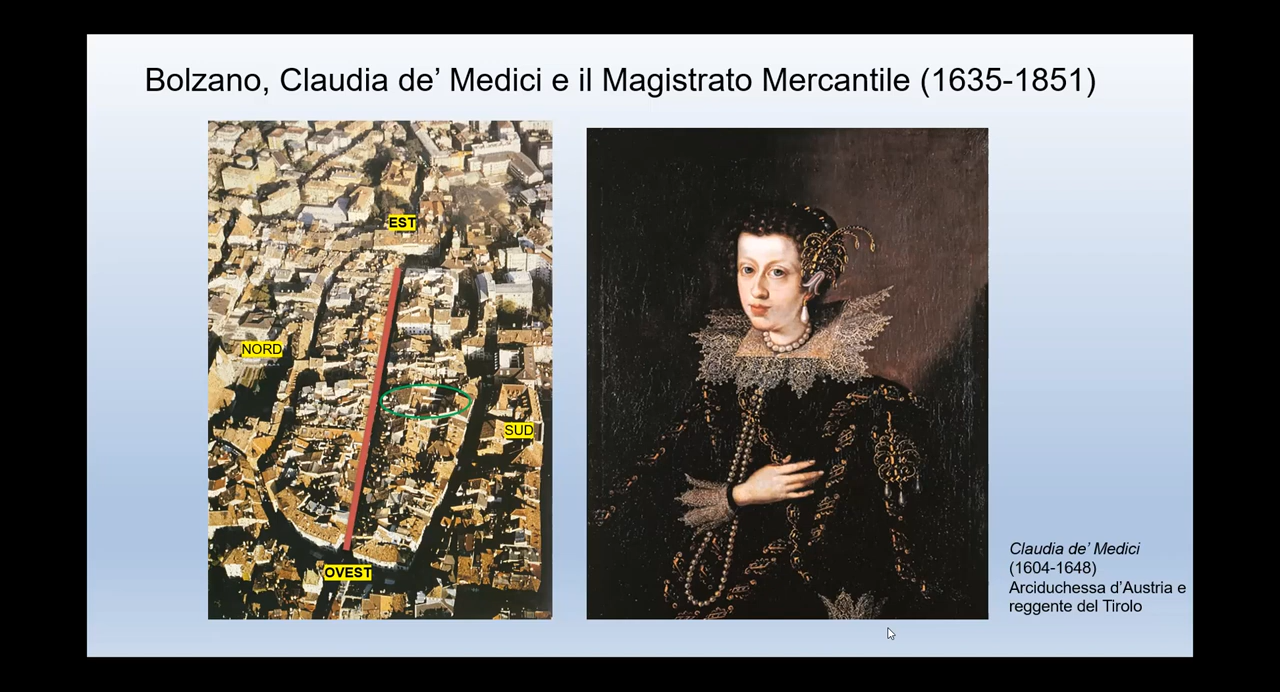 Bolzano, Claudia de’ Medici e il Magistrato Mercantile (1635-1851)
EST
NORD
SUD
OVEST
Claudia de’ Medici
(1604-1648)
Arciduchessa d’Austria e
reggente del Tirolo